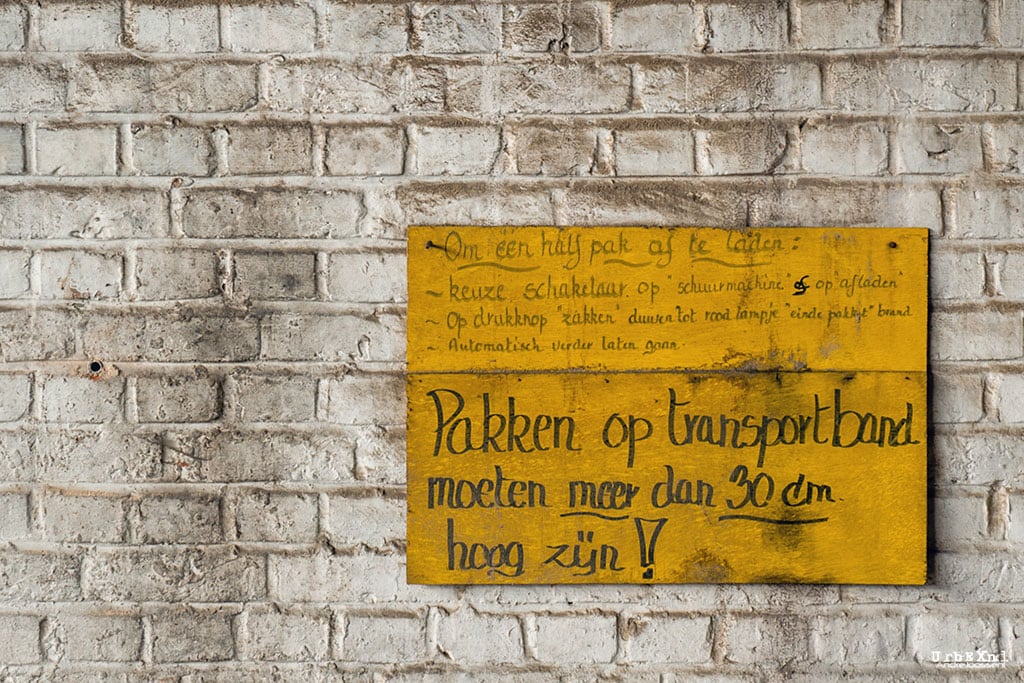 Om één half pak af te laden:
~ keuze schakelaar op "schuurmachine" of op "afladen"
~ Op drukknop "zakken" duwen tot rood lampje "einde pakket" brand
~ Automatisch verder laten gaan.
Pakken op transportband
moeten meer dan 30 cm
hoog zijn !
UrbEXnl